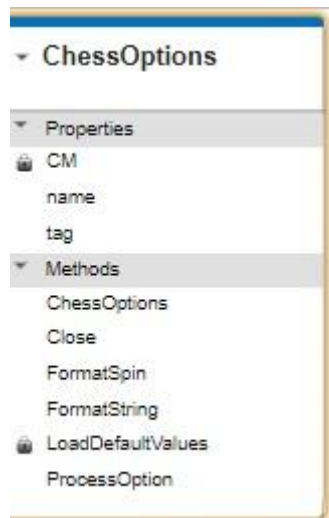 ChessOptions
Properties
CM
name
tag
Methods
ChessOptions
Close
FormatSpin
FormatString
LoadDefaultValues
ProcessOption